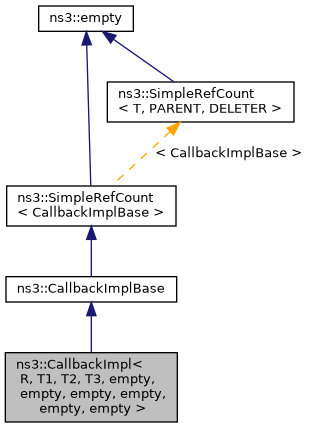 ns3::empty
ns3::SimpleRefCount
< T, PARENT, DELETER >
< CallbackImplBase >
ns3::SimpleRefCount
< CallbackImplBase >
ns3::CallbackImplBase
ns3::CallbackImpl<
R, T1, T2, T3, empty,
empty, empty, empty,
empty, empty >